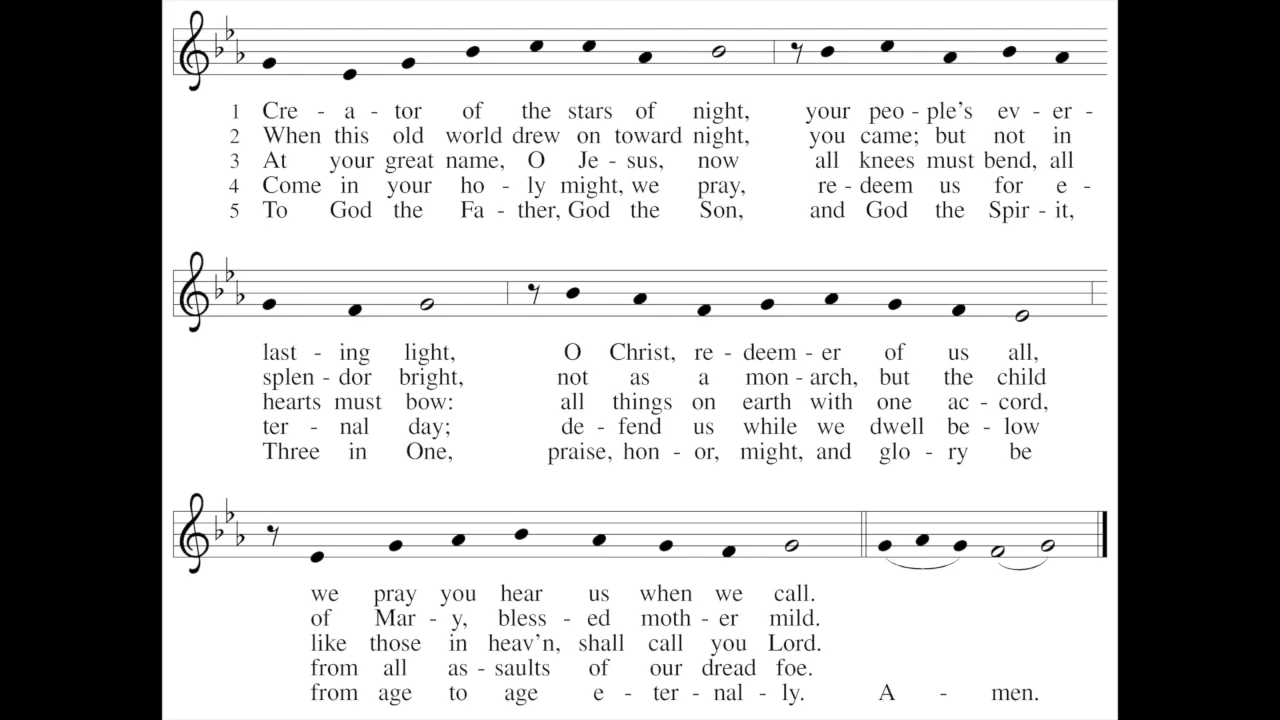 1 Cre - a - tor of the stars of night, your peo - ple's ev - er -
2 When this old world drew on toward night, you came; but not in
3 At your great name, O Je - sus, now all knees must bend, all
4 Come in your ho - ly might, we pray, re - deem us for e -
5 To God the Fa - ther, God the Son, and God the Spir - it,
last - ing light, O Christ, re - deem - er of us all,
splen - dor bright, not as a mon - arch, but the child
hearts must bow: all things on earth with one ac - cord,
ter - nal day; de - fend us while we dwell be - low
Three in One, praise, hon - or, might, and glo - ry be
we pray you hear us when we call.
of Mar - y, bless - ed moth - er mild.
like those in heav'n, shall call you Lord.
from all as - saults of our dread foe.
from age to age e - ter - nal - ly. A - men.